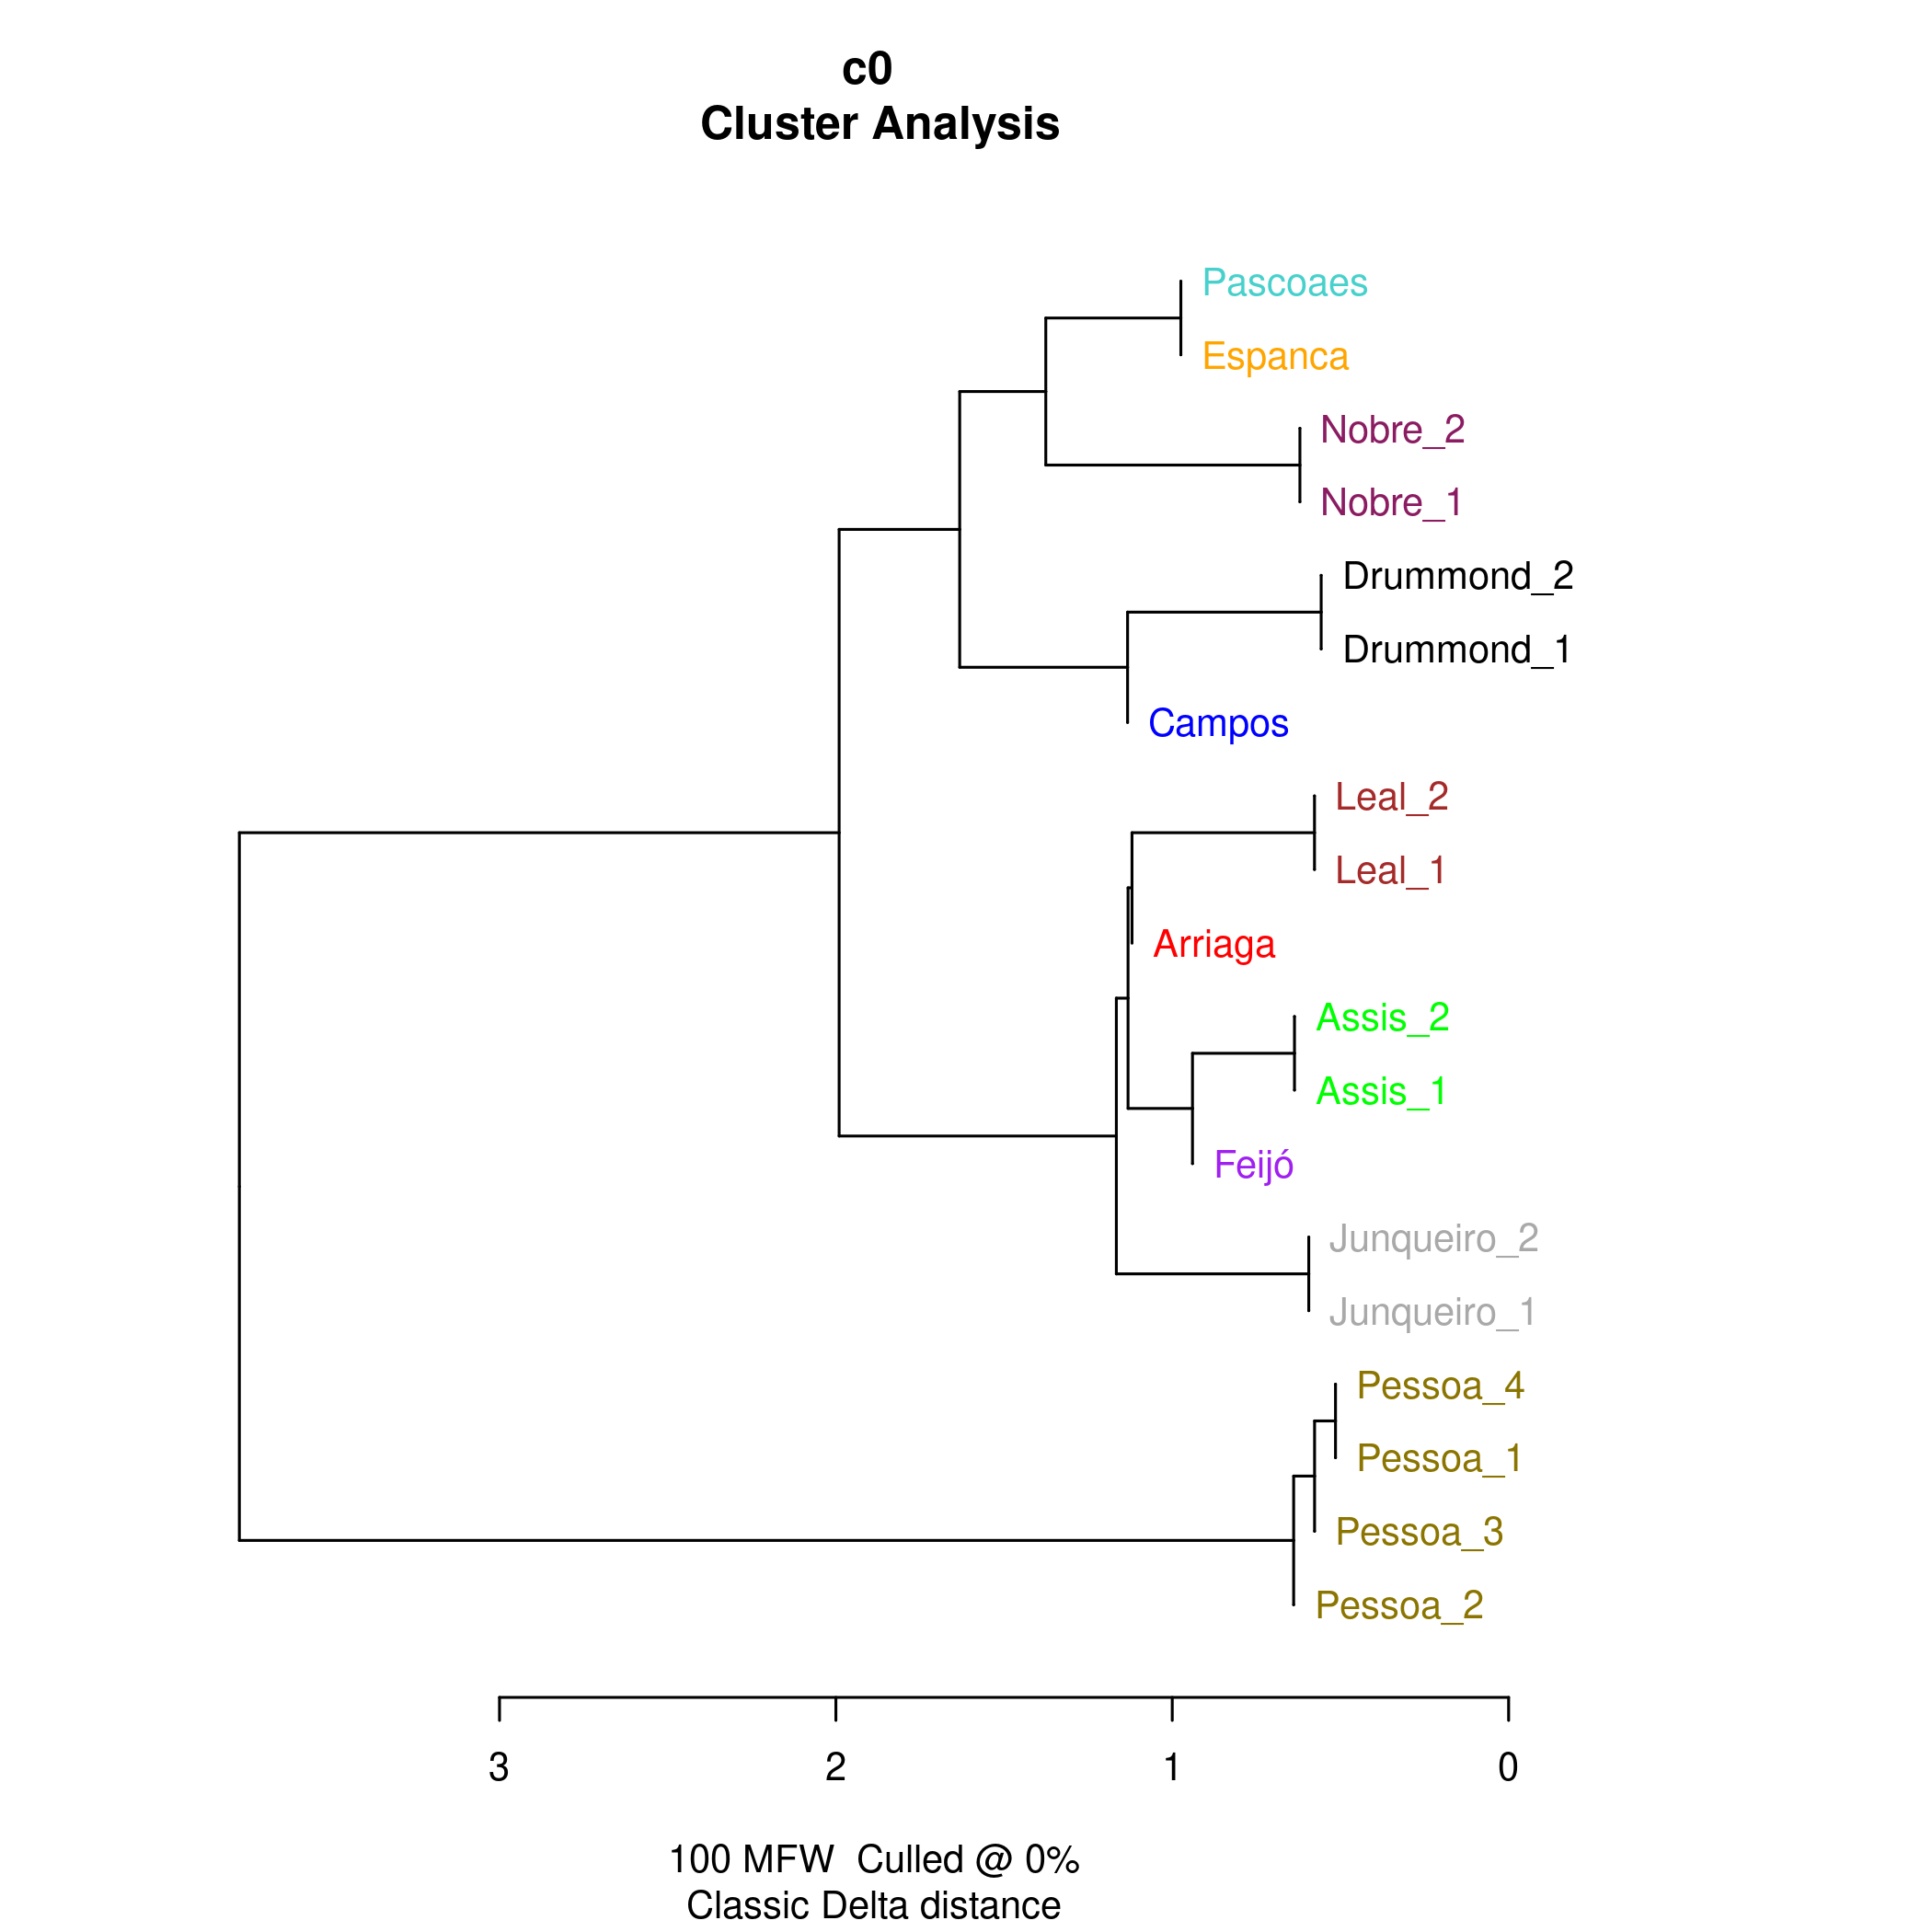 c0
Cluster Analysis
Pascoaes
Espanca
Nobre_2
Nobre_1
Drummond_2
Drummond_1
Campos
Leal_2
Leal_1
Arriaga
Assis_2
Assis_1
Feijó
Junqueiro_2
Junqueiro_1
Pessoa_4
Pessoa_1
Pessoa_3
Pessoa_2
3 2 1 0
100 MFW  Culled @ 0%
Classic Delta distance